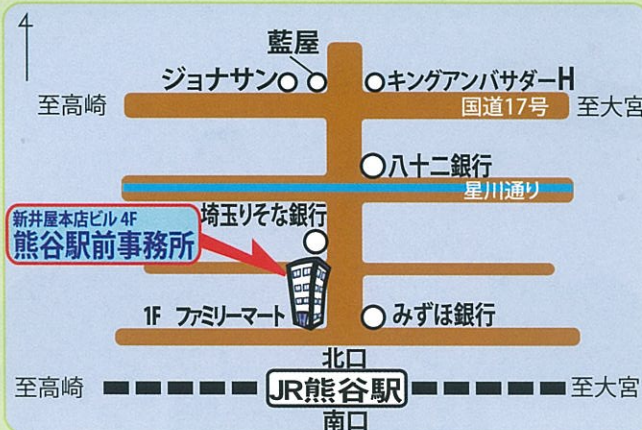 4
藍屋
ジョナサン
キングアンバサダーH
至高崎
国道17号
至大宮
八十二銀行
星川通り
新井屋本店ビル 4F
熊谷駅前事務所
埼玉りそな銀行
1F ファミリーマート
みずほ銀行
北口
至高崎
JR熊谷駅
至大宮
南口